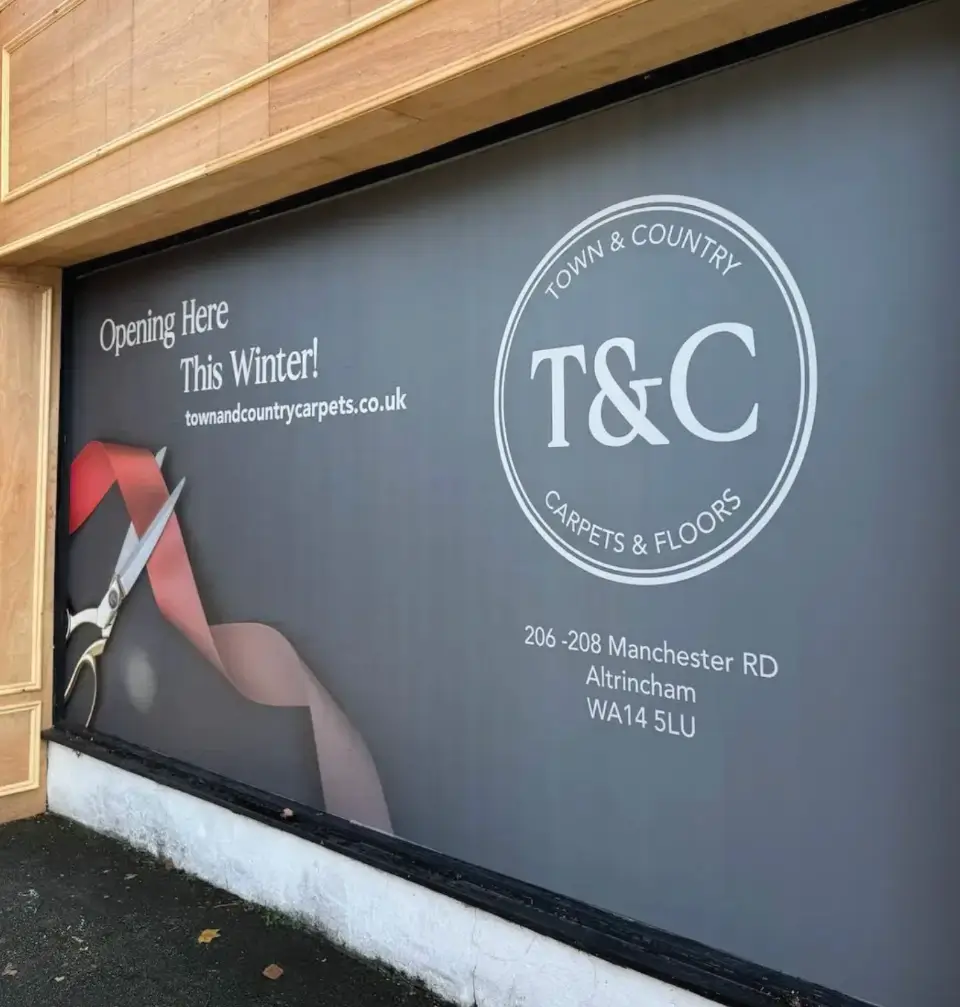 Opening Here
This Winter!
townandcountrycarpets.co.uk
TOWN & COUNTRY
T&C
CARPETS & FLOORS
206 -208 Manchester RD
Altrincham
WA14 5LU